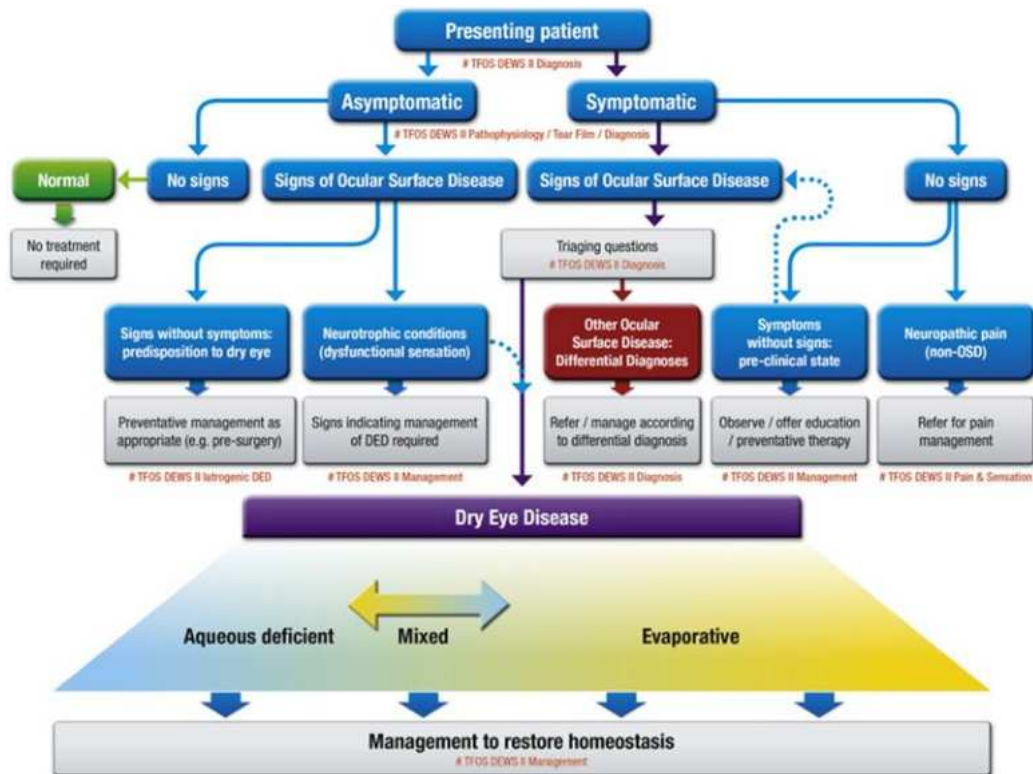 Presenting patient
# TFOS DEWS II Diagnosis
Asymptomatic
Symptomatic
# TFOS DEWS II Pathophysiology / Tear Film / Diagnosis
Normal
No signs
Signs of Ocular Surface Disease
Signs of Ocular Surface Disease
No signs
No treatment
required
Triaging questions
# TFOS DEWS II Diagnosis
Signs without symptoms:
predisposition to dry eye
Neurotrophic conditions
(dysfunctional sensation)
Other Ocular
Surface Disease:
Differential Diagnoses
Symptoms
without signs:
pre-clinical state
Neuropathic pain
(non-OSD)
Preventative management as
appropriate (e.g. pre-surgery)
# TFOS DEWS II Iatrogenic DED
Signs indicating management
of DED required
# TFOS DEWS II Management
Refer / manage according
to differential diagnosis
# TFOS DEWS II Diagnosis
Observe / offer education
/ preventative therapy
# TFOS DEWS II Management
Refer for pain
management
# TFOS DEWS II Pain & Sensation
Dry Eye Disease
Aqueous deficient
Mixed
Evaporative
Management to restore homeostasis
# TFOS DEWS II Management